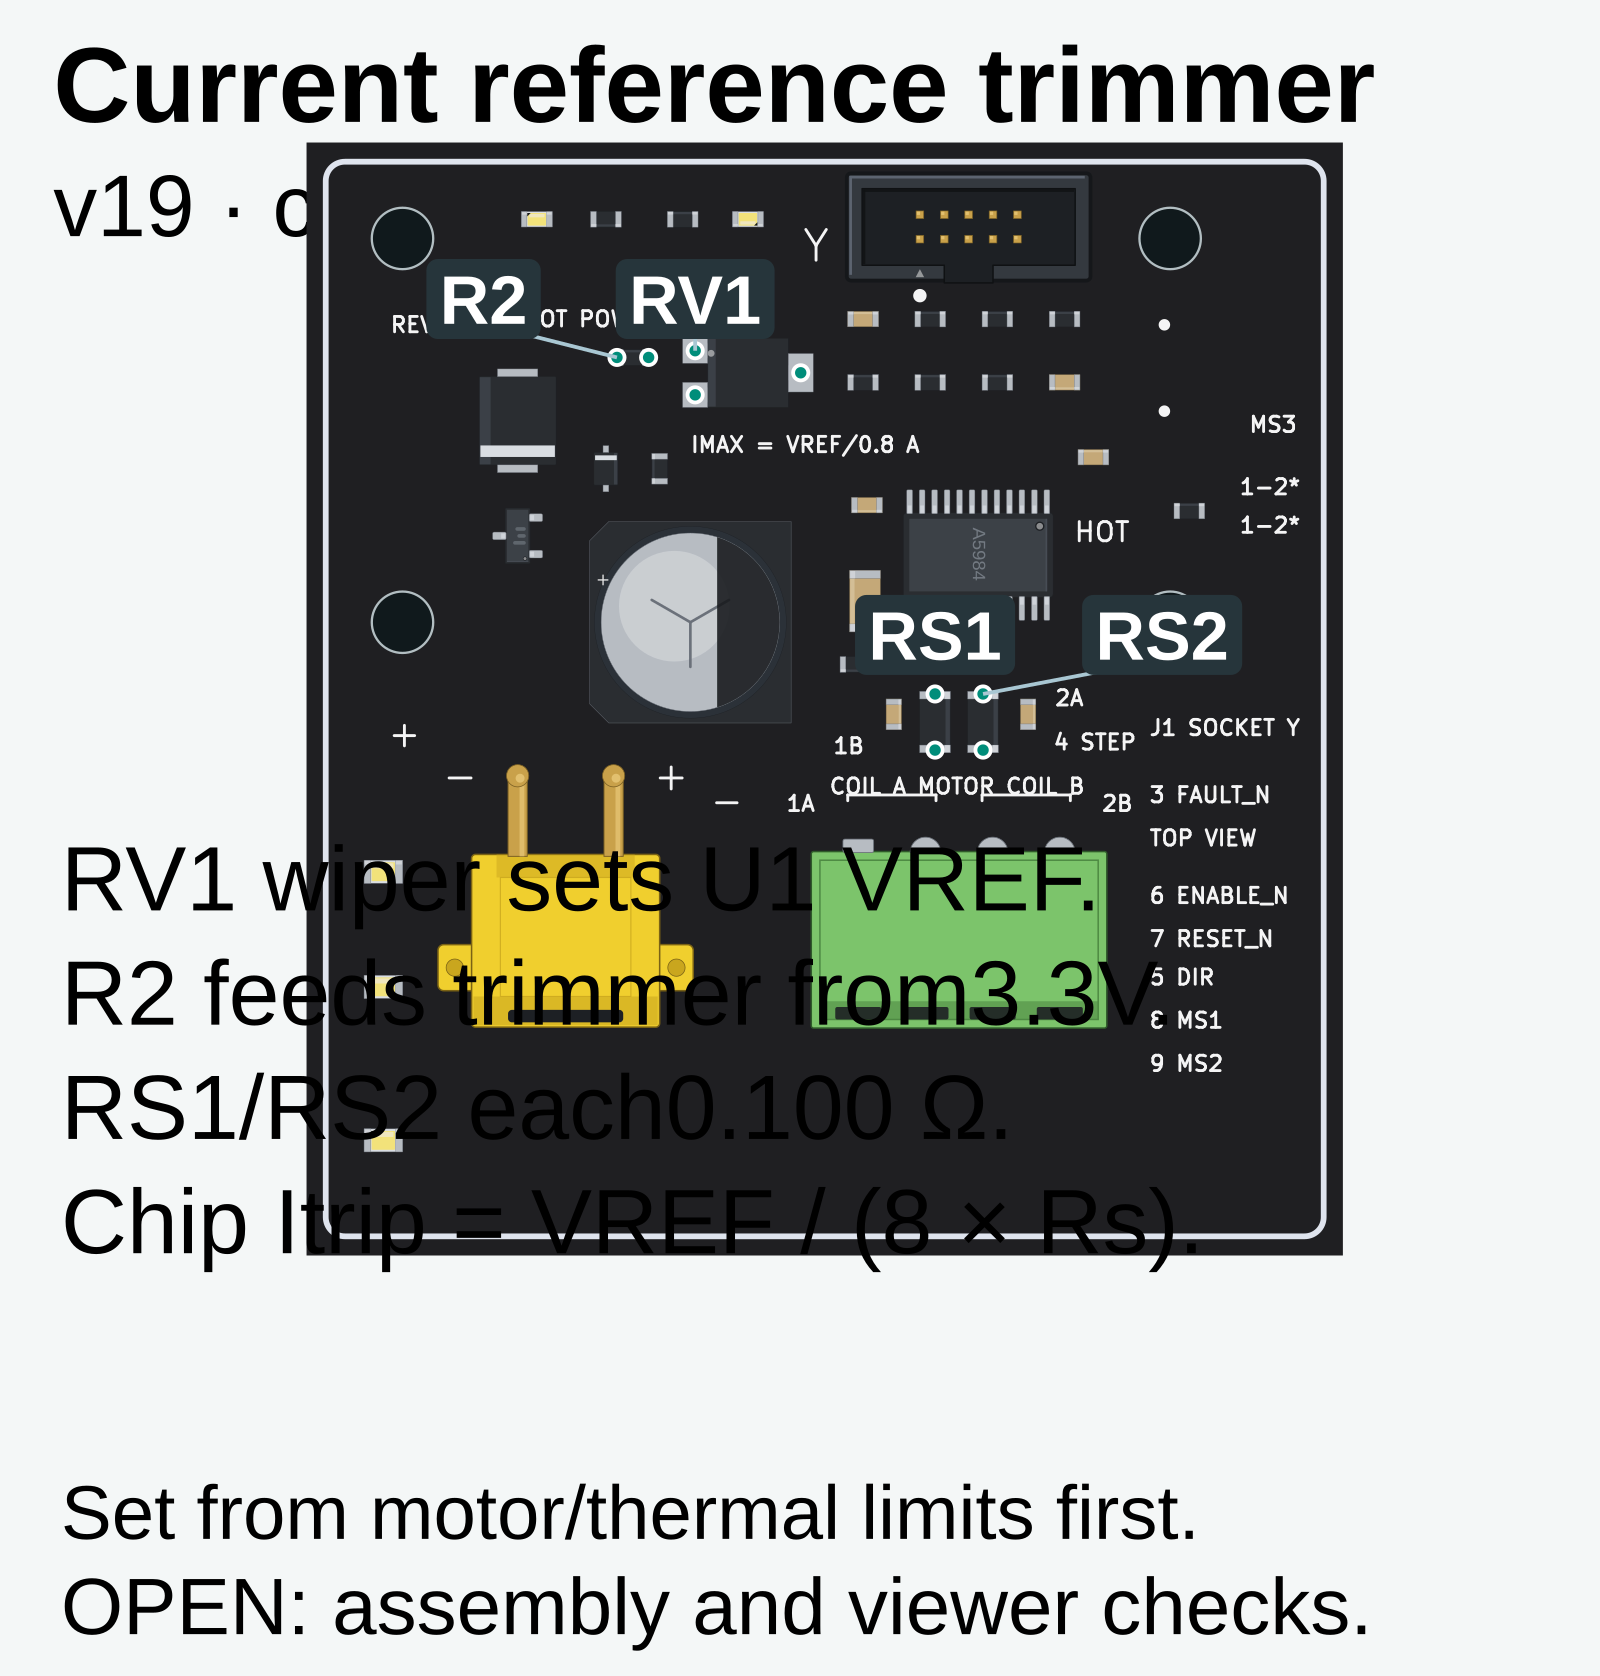 Current reference trimmer
v19 ·
Y
R2
RV1
IMAX = VREF/0.8 A
MS3
1-2*
1-2*
A5984
HOT
RS1
RS2
2A
J1 SOCKET Y
1B
4 STEP
COIL A MOTOR COIL B
1A
2B
3 FAULT_N
TOP VIEW
6 ENABLE_N
7 RESET_N
5 DIR
8 MS1
9 MS2
+
−
+
−
RV1 wiper sets U1 VREF.
R2 feeds trimmer from3.3V.
RS1/RS2 each0.100 Ω.
Chip Itrip = VREF / (8 × Rs).
Set from motor/thermal limits first.
OPEN: assembly and viewer checks.